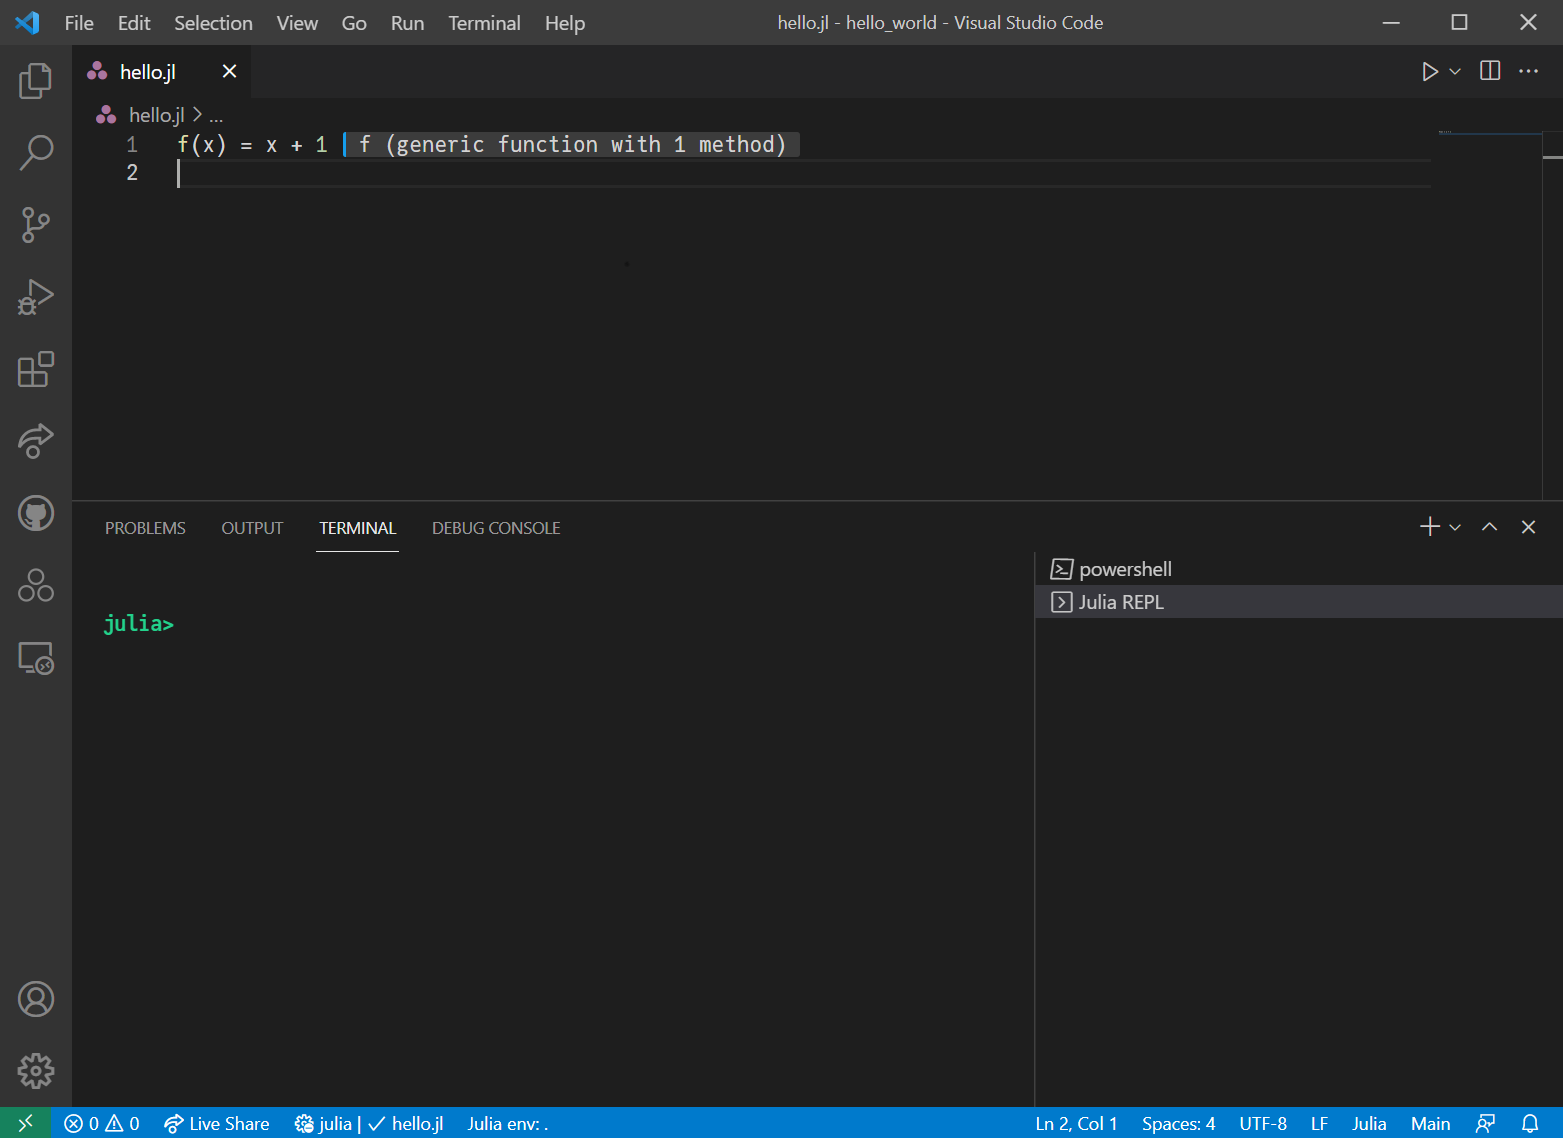 File Edit Selection View Go Run Terminal Help hello.jl - hello_world - Visual Studio Code
hello.jl
hello.jl > ...
1 f(x) = x + 1 f (generic function with 1 method)
2
PROBLEMS OUTPUT TERMINAL DEBUG CONSOLE
powershell
Julia REPL
julia>
0 0 Live Share julia | hello.jl Julia env: . Ln 2, Col 1 Spaces: 4 UTF-8 LF Julia Main